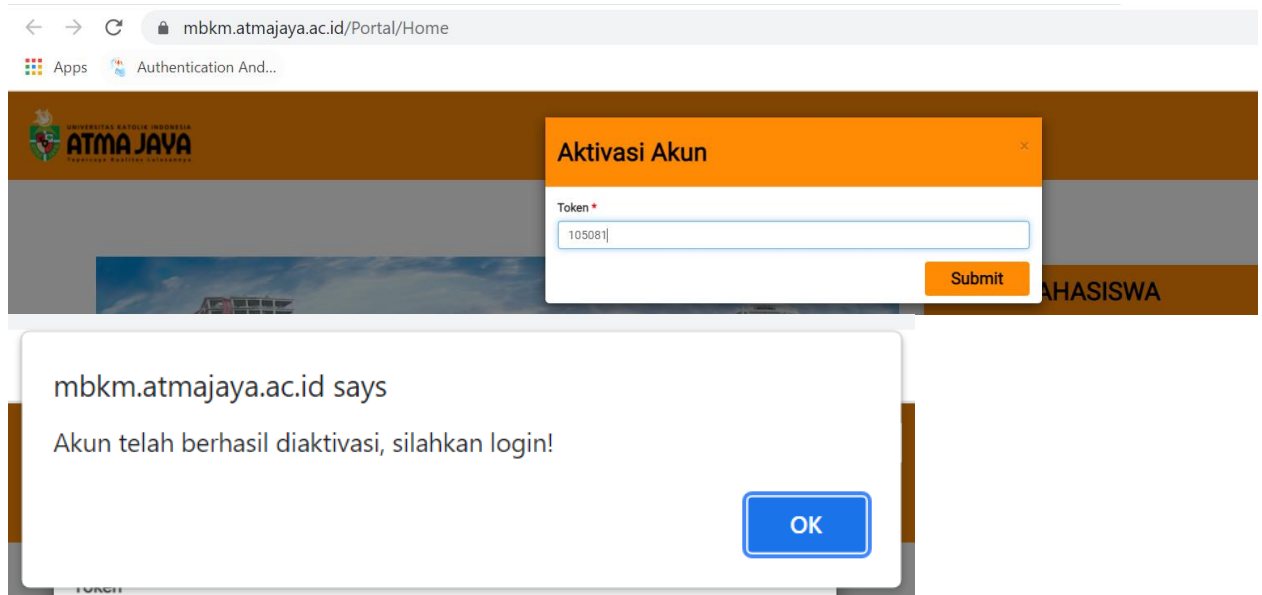 mbkm.atmajaya.ac.id/Portal/Home
Apps Authentication And...
UNIVERSITAS KATOLIK INDONESIA
ATMA JAYA
Aktivasi Akun
×
Token *
105081
Submit
AHASISWA
mbkm.atmajaya.ac.id says
Akun telah berhasil diaktivasi, silahkan login!
OK
Token